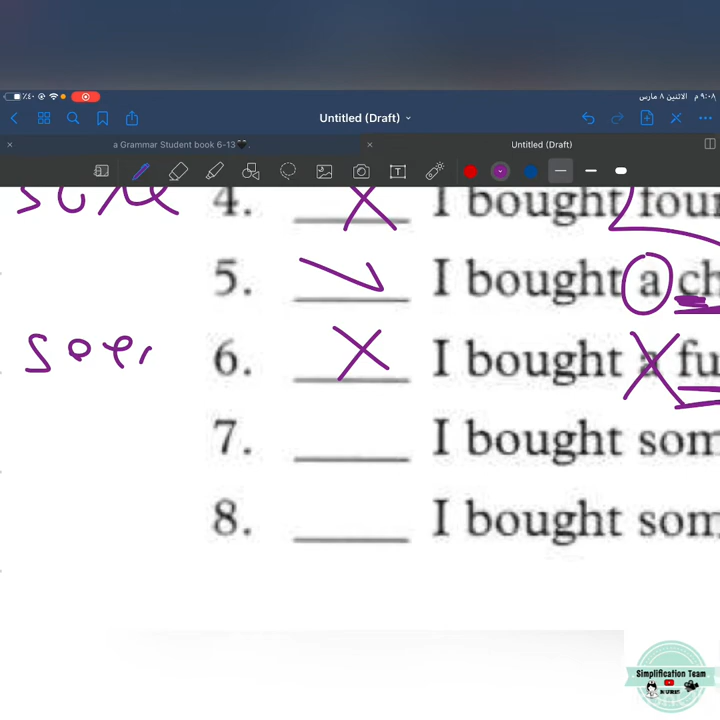 ٤٠٪ ٩:٠٨ م الاثنين ٨ مارس
Untitled (Draft)
a Grammar Student book 6-13🖤. Untitled (Draft)
4. X I bought four
5. ✓ I bought a ch
6. X I bought a fu
7. I bought som
8. I bought som
Simplification Team